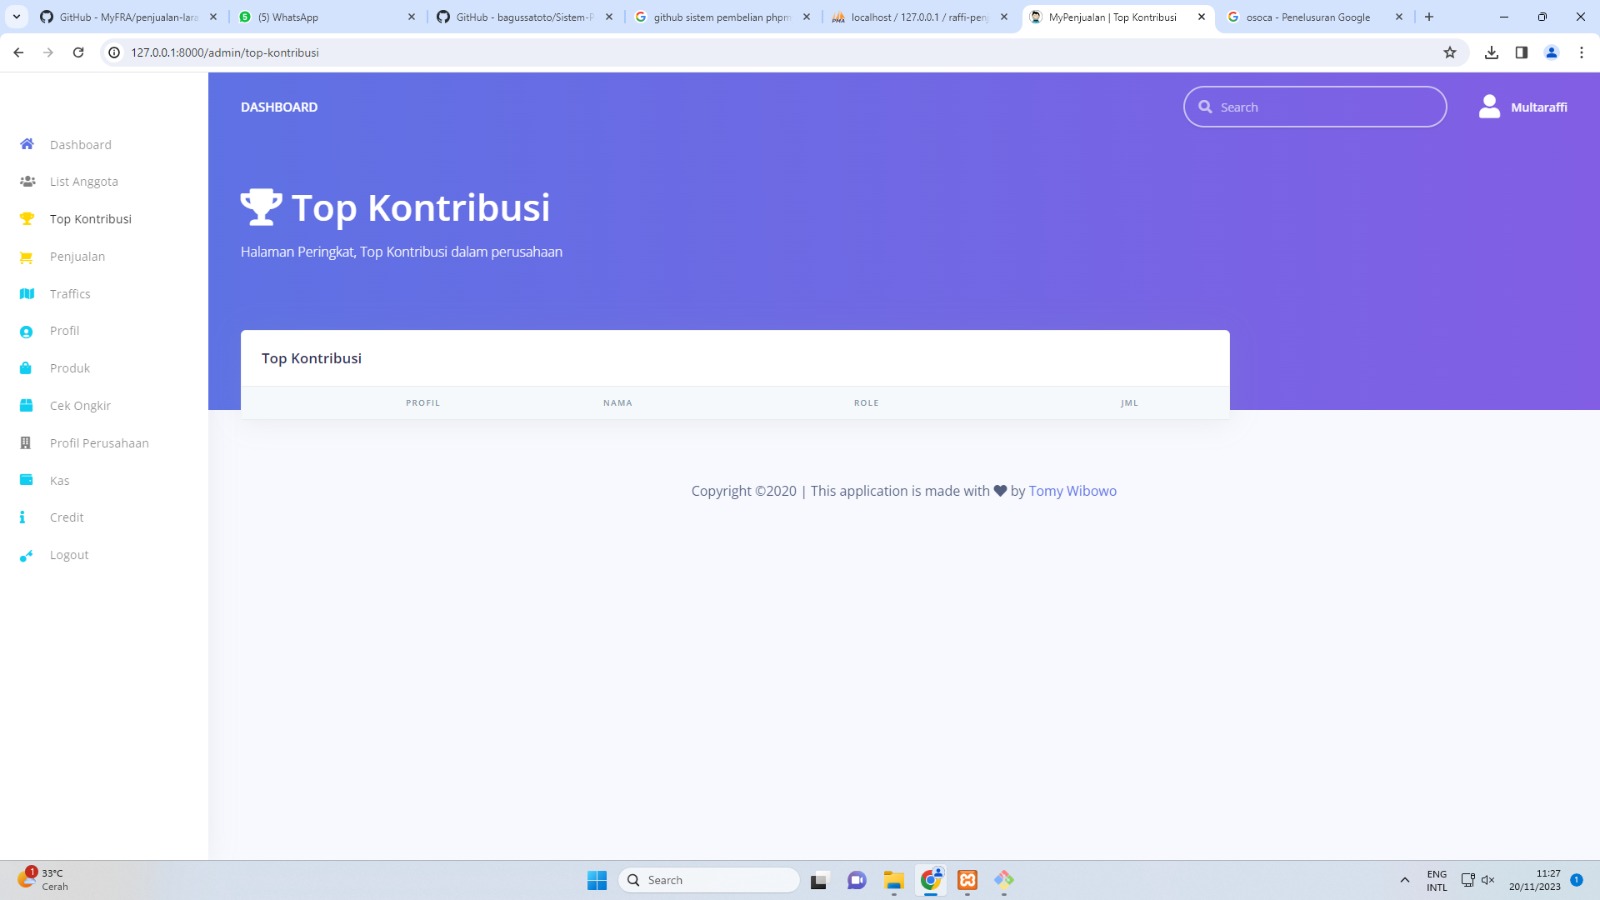 GitHub - MyFRA/penjualan-lara
(5) WhatsApp
GitHub - bagussatoto/Sistem-P
github sistem pembelian phpm
localhost / 127.0.0.1 / raffi-penj
MyPenjualan | Top Kontribusi
osoca - Penelusuran Google
127.0.0.1:8000/admin/top-kontribusi
DASHBOARD
Search
Multaraffi
Dashboard
List Anggota
Top Kontribusi
Penjualan
Traffics
Profil
Produk
Cek Ongkir
Profil Perusahaan
Kas
Credit
Logout
Top Kontribusi
Halaman Peringkat, Top Kontribusi dalam perusahaan
Top Kontribusi
PROFIL NAMA ROLE JML
Copyright ©2020 | This application is made with by Tomy Wibowo
1
33°C
Cerah
Search
ENG
INTL
11:27
20/11/2023
1